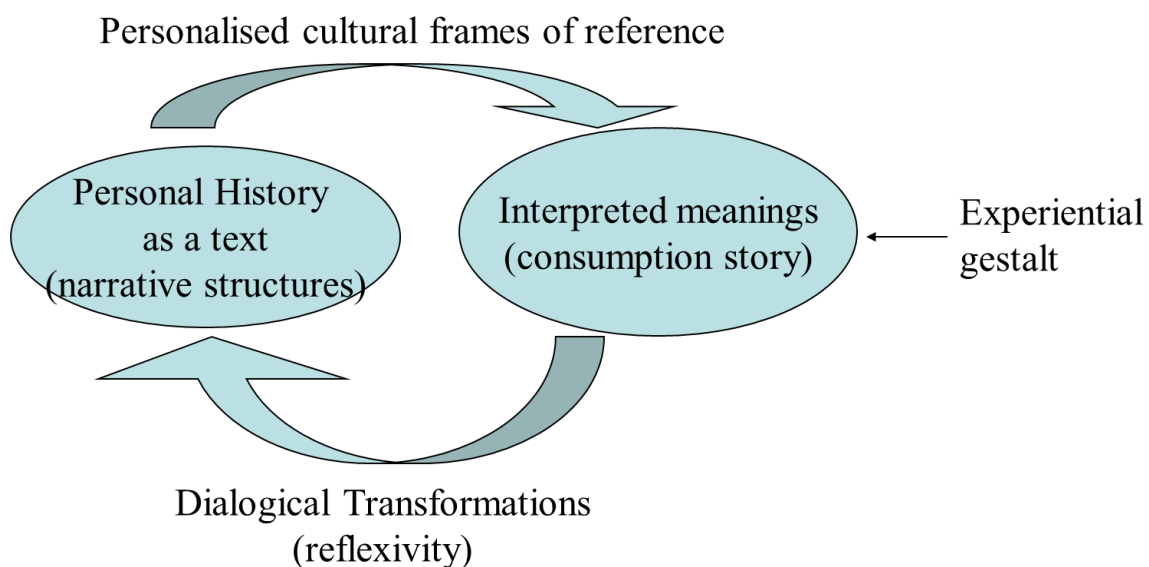 Personalised cultural frames of reference
Personal History
as a text
(narrative structures)
Interpreted meanings
(consumption story)
Experiential
gestalt
Dialogical Transformations
(reflexivity)